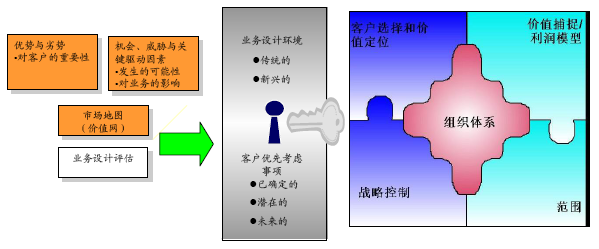 优势与劣势
•对客户的重要性
机会、威胁与关
键驱动因素
•发生的可能性
•对业务的影响
市场地图
（价值网）
业务设计评估
业务设计环境
●传统的
●新兴的
客户优先考虑
事项
●已确定的
●潜在的
●未来的
客户选择和价
值定位
价值捕捉/
利润模型
组织体系
战略控制
范围